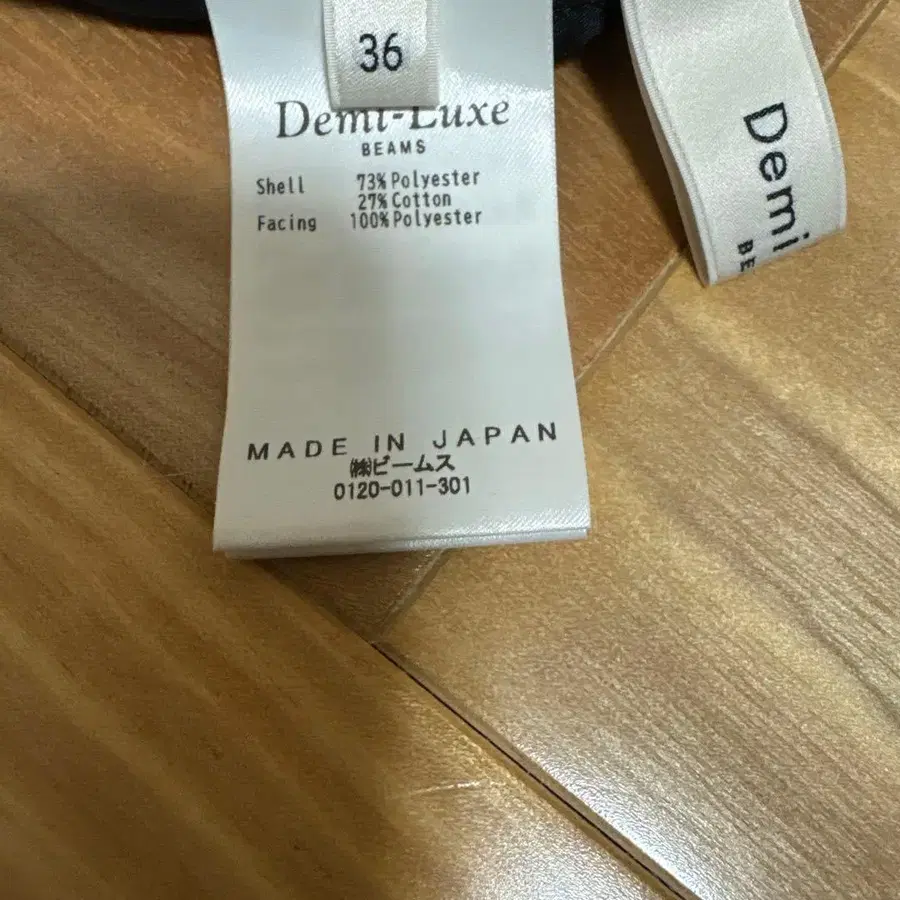 36
Demi-Luxe
BEAMS
Shell 73% Polyester
27% Cotton
Facing 100% Polyester
MADE IN JAPAN
㈱ビームス
0120-011-301
Demi
BE